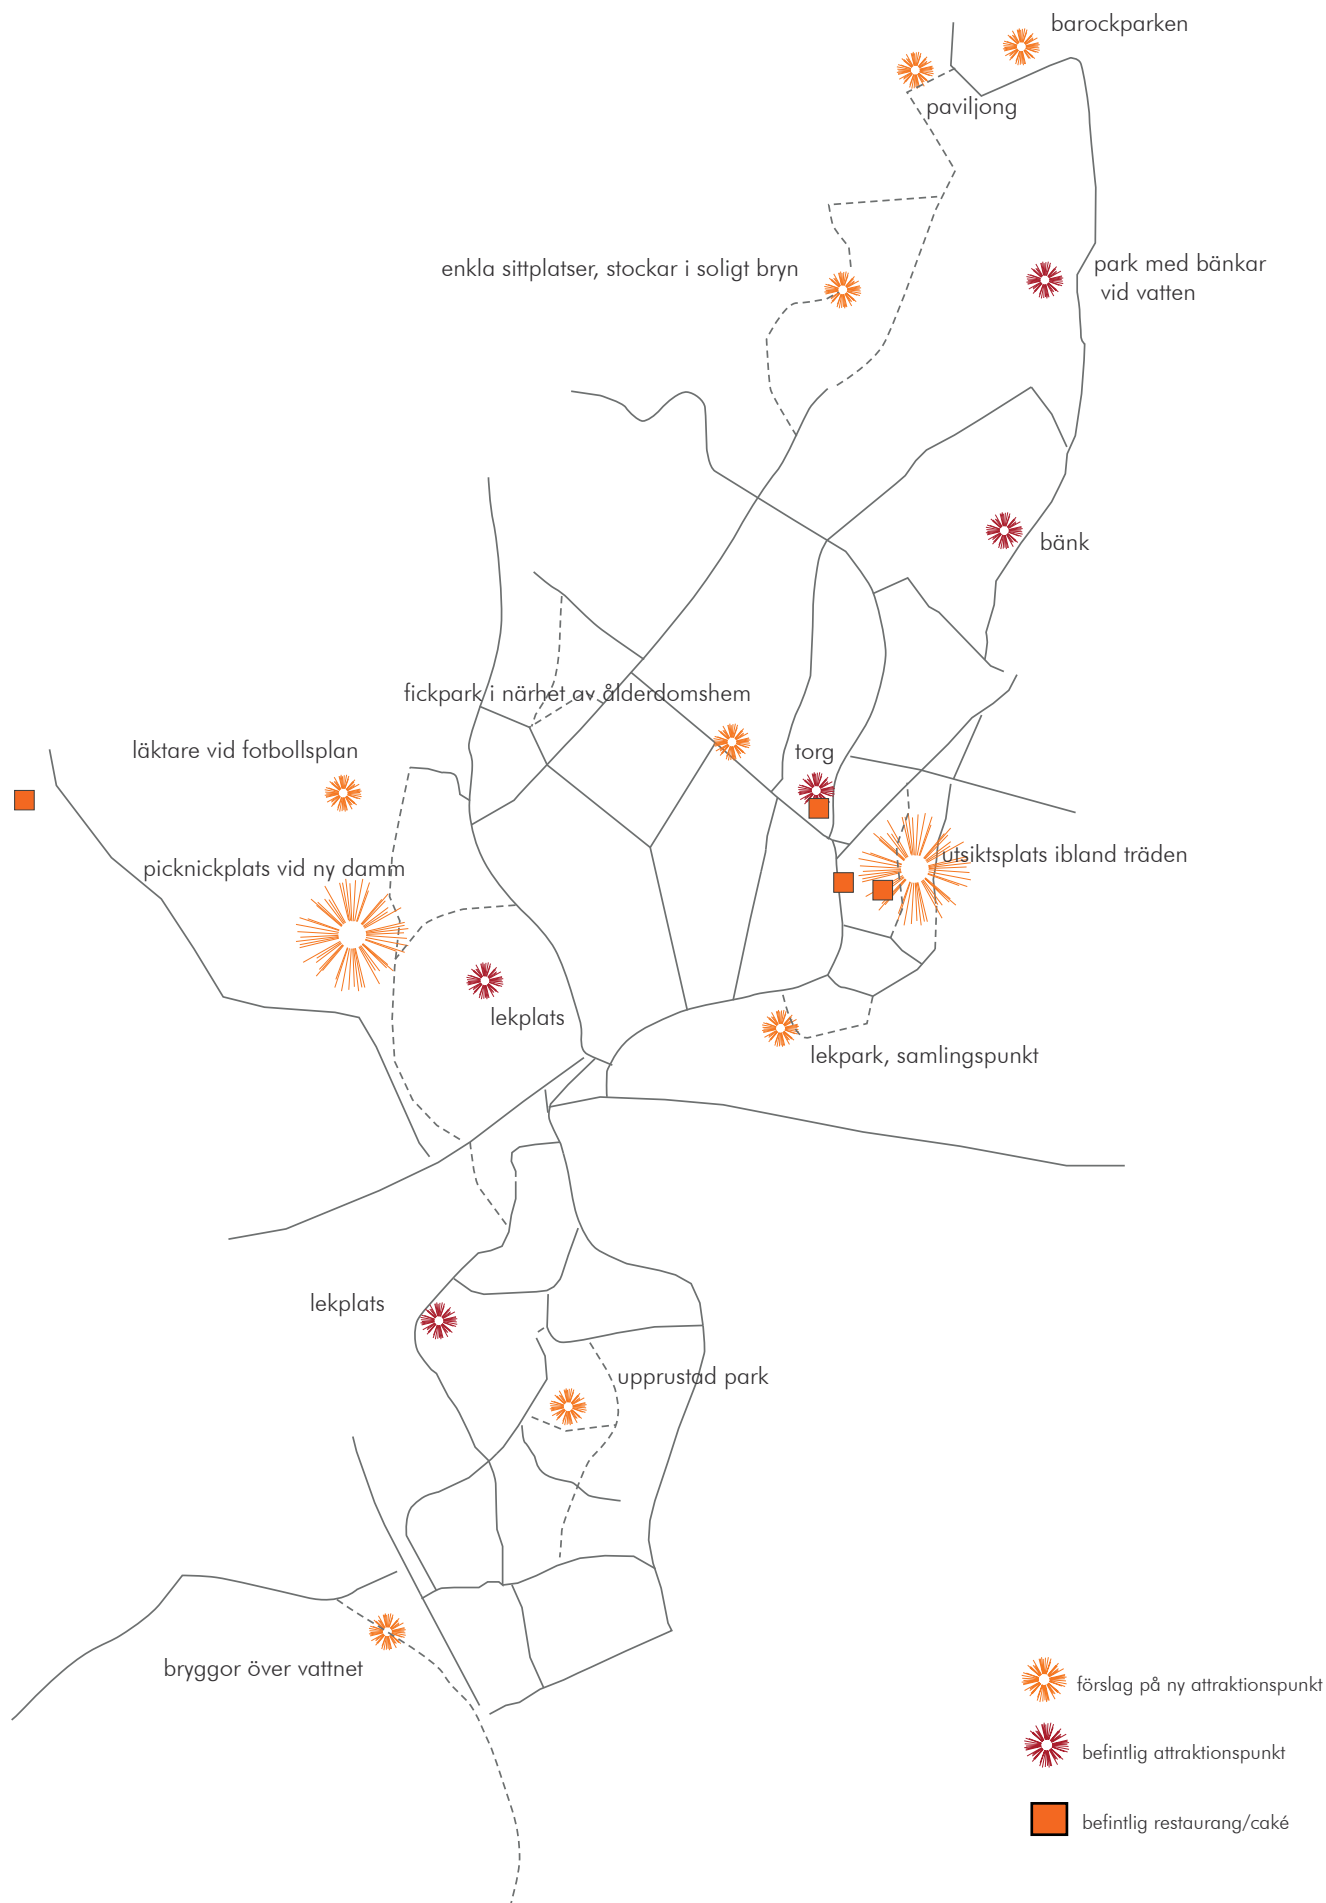 barockparken
paviljong
enkla sittplatser, stockar i soligt bryn
park med bänkar
vid vatten
bänk
fickpark i närhet av ålderdomshem
läktare vid fotbollsplan
torg
picknickplats vid ny damm
utsiktsplats ibland träden
lekplats
lekpark, samlingspunkt
lekplats
upprustad park
bryggor över vattnet
förslag på ny attraktionspunkt
befintlig attraktionspunkt
befintlig restaurang/caké